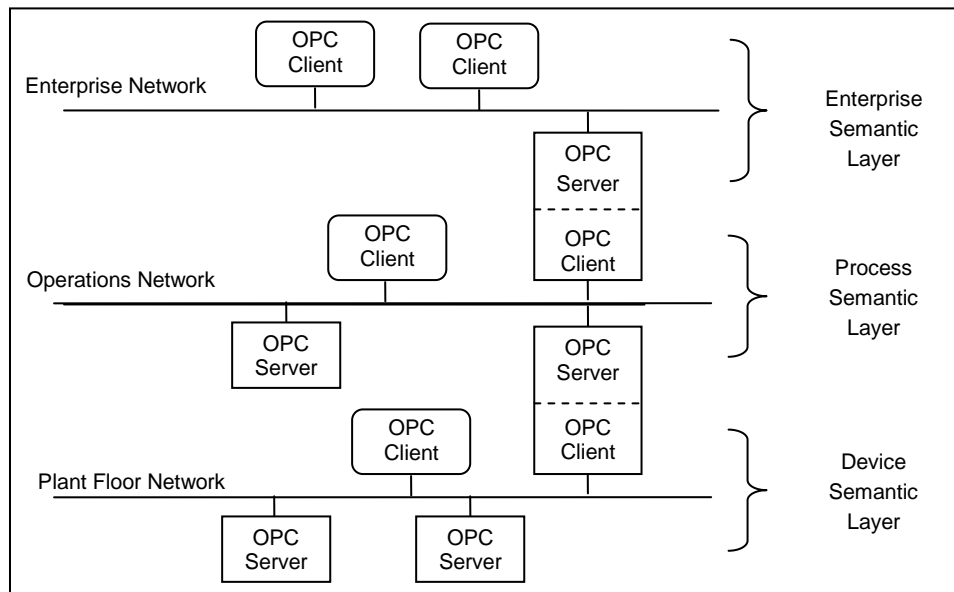 OPC
Client
OPC
Client
Enterprise Network
Enterprise
Semantic
Layer
OPC
Server
OPC
Client
OPC
Client
Operations Network
Process
Semantic
Layer
OPC
Server
OPC
Server
OPC
Client
OPC
Client
Plant Floor Network
Device
Semantic
Layer
OPC
Server
OPC
Server